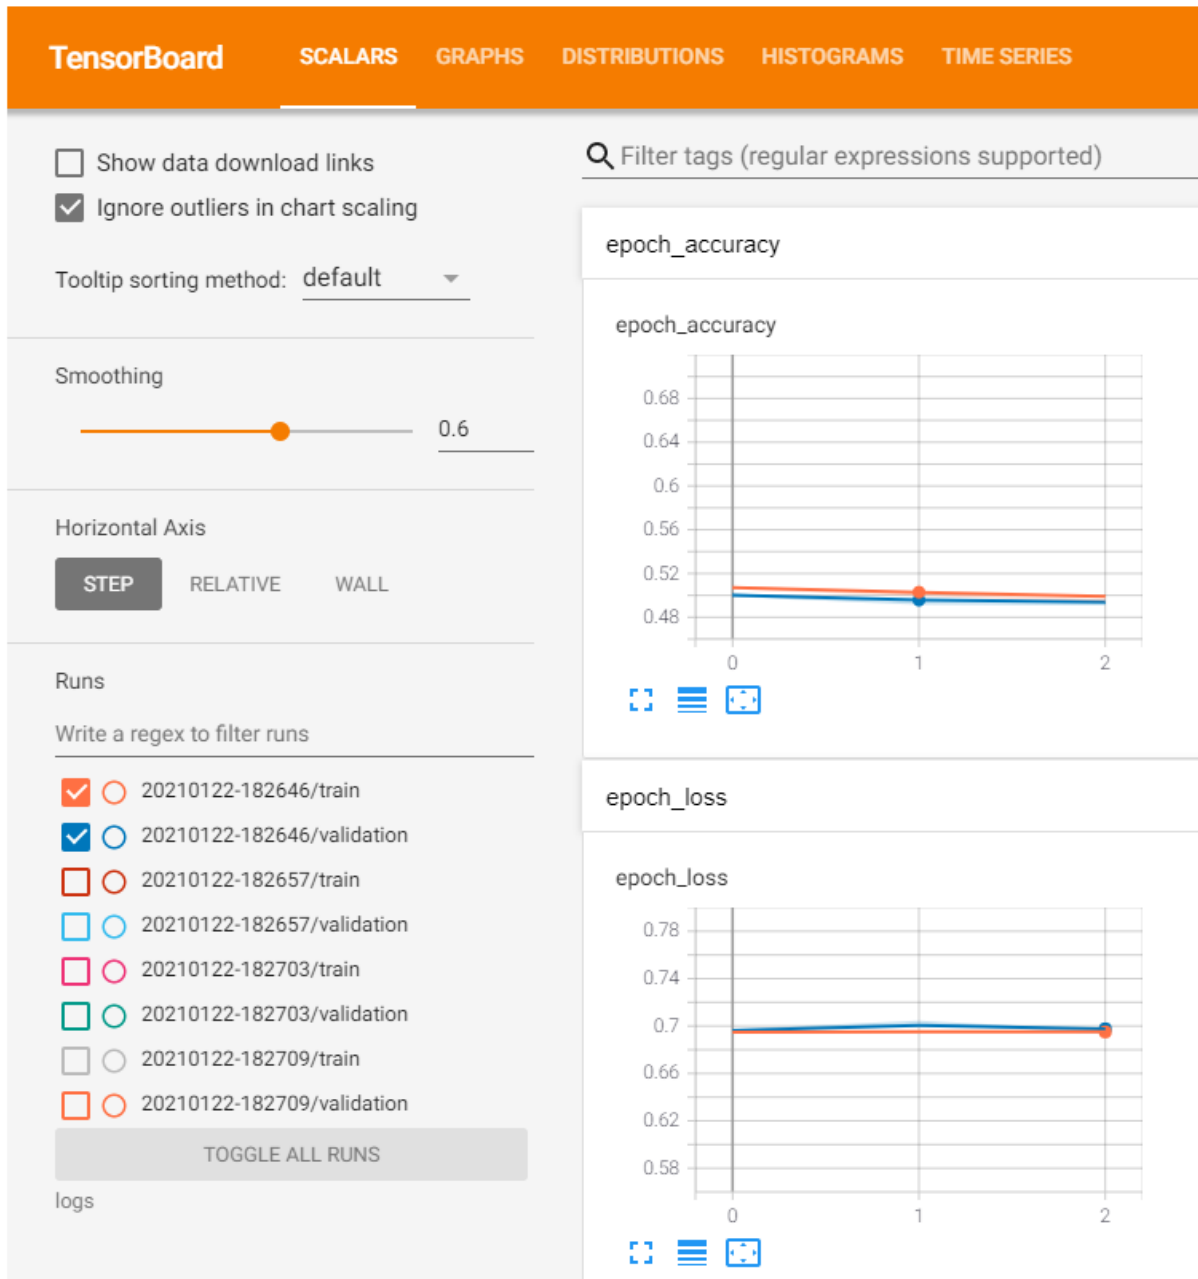 TensorBoard SCALARS GRAPHS DISTRIBUTIONS HISTOGRAMS TIME SERIES
Show data download links
Ignore outliers in chart scaling
Tooltip sorting method: default
Smoothing
0.6
Horizontal Axis
STEP RELATIVE WALL
Runs
Write a regex to filter runs
20210122-182646/train
20210122-182646/validation
20210122-182657/train
20210122-182657/validation
20210122-182703/train
20210122-182703/validation
20210122-182709/train
20210122-182709/validation
TOGGLE ALL RUNS
logs
Filter tags (regular expressions supported)
epoch_accuracy
epoch_accuracy
0.68
0.64
0.6
0.56
0.52
0.48
0 1 2
epoch_loss
epoch_loss
0.78
0.74
0.7
0.66
0.62
0.58
0 1 2